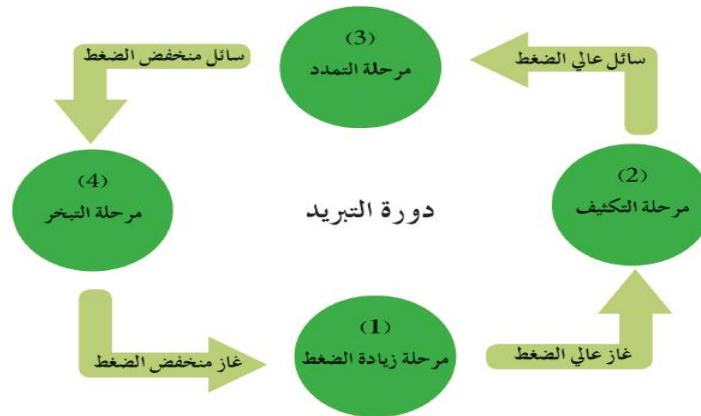 (3)
مرحلة التمدد
سائل عالي الضغط
سائل منخفض الضغط
(2)
مرحلة التكثيف
(4)
مرحلة التبخر
دورة التبريد
(1)
مرحلة زيادة الضغط
غاز عالي الضغط
غاز منخفض الضغط